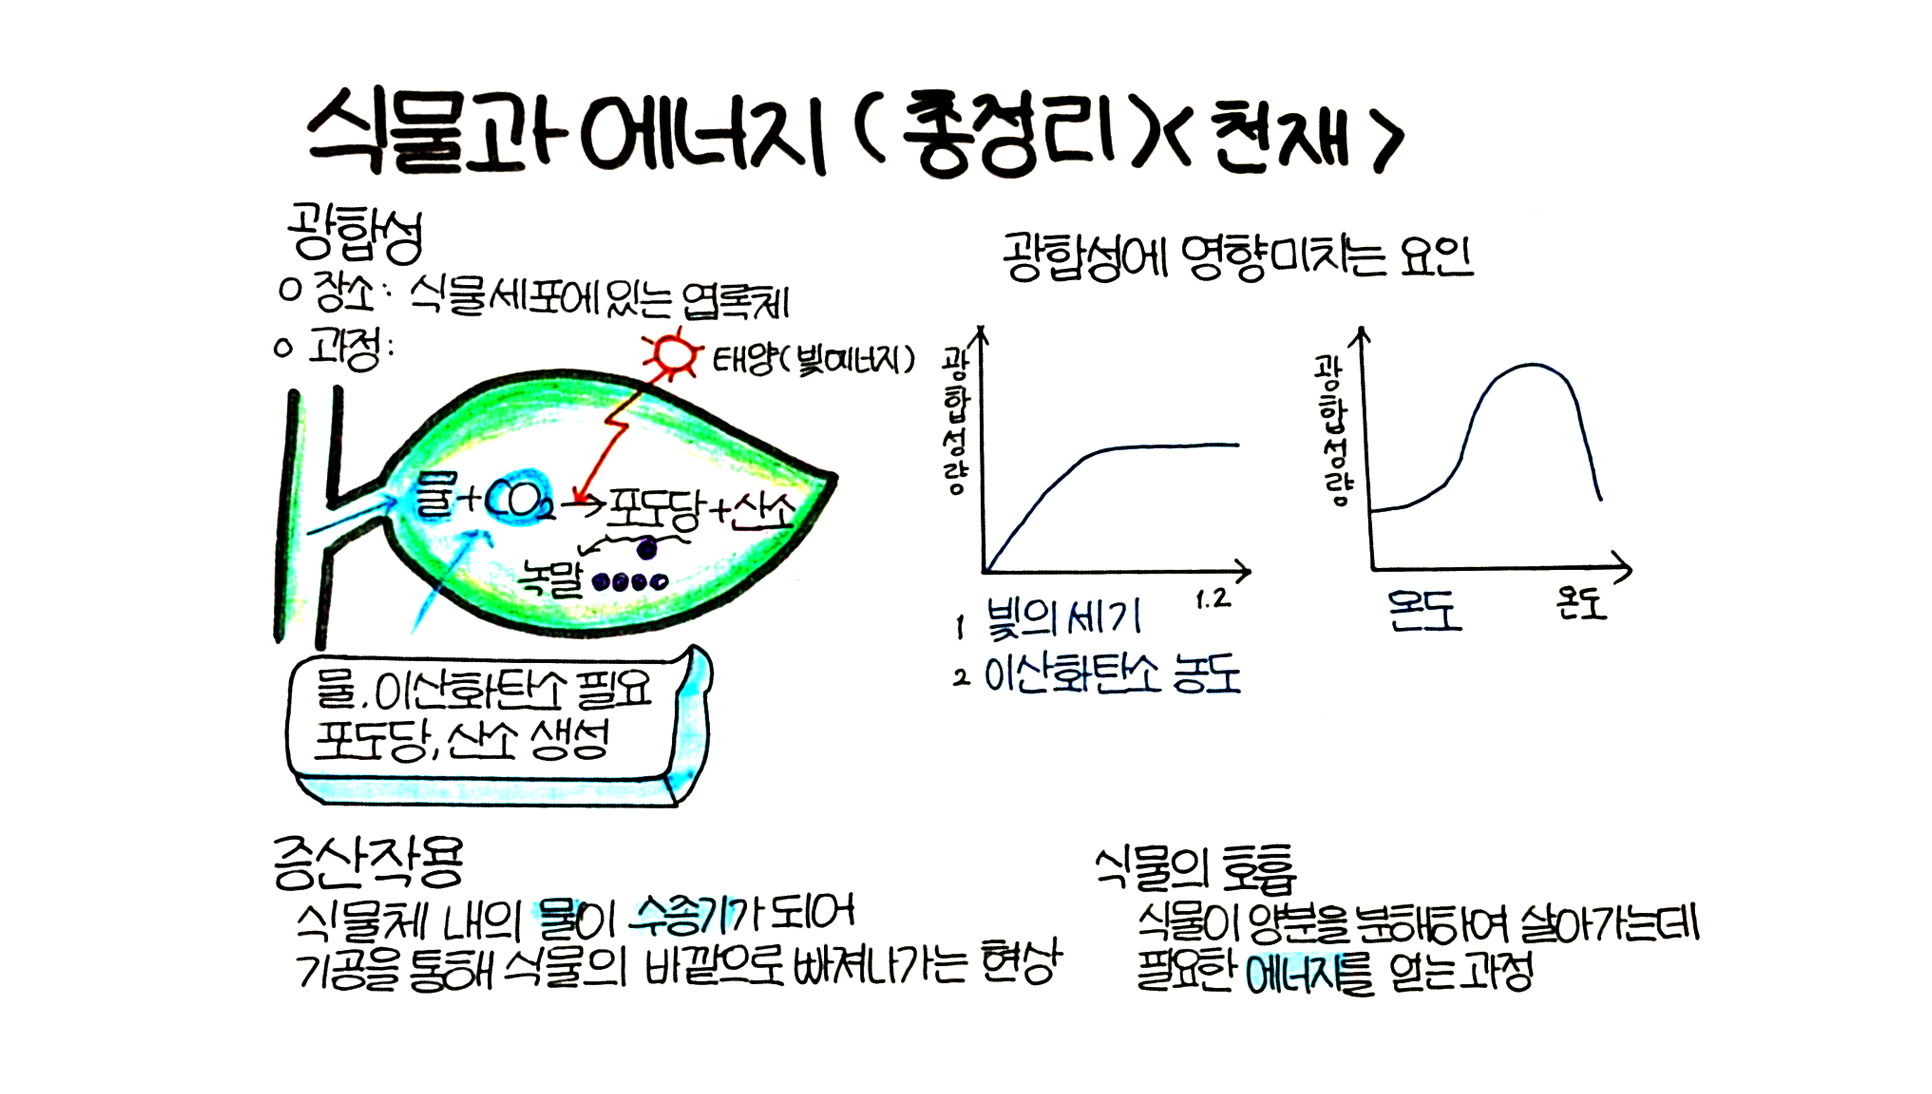 식물과 에너지 (총정리)<천재>
광합성
○ 장소: 식물 세포에 있는 엽록체
○ 과정:
태양(빛에너지)
물+CO₂→포도당+산소
녹말
물, 이산화탄소 필요
포도당, 산소 생성
광합성에 영향 미치는 요인
광합성량
1.2
1 빛의 세기
2 이산화탄소 농도
광합성량
온도
온도
증산작용
식물체 내의 물이 수증기가 되어
기공을 통해 식물의 바깥으로 빠져나가는 현상
식물의 호흡
식물이 양분을 분해하여 살아가는데
필요한 에너지를 얻는 과정